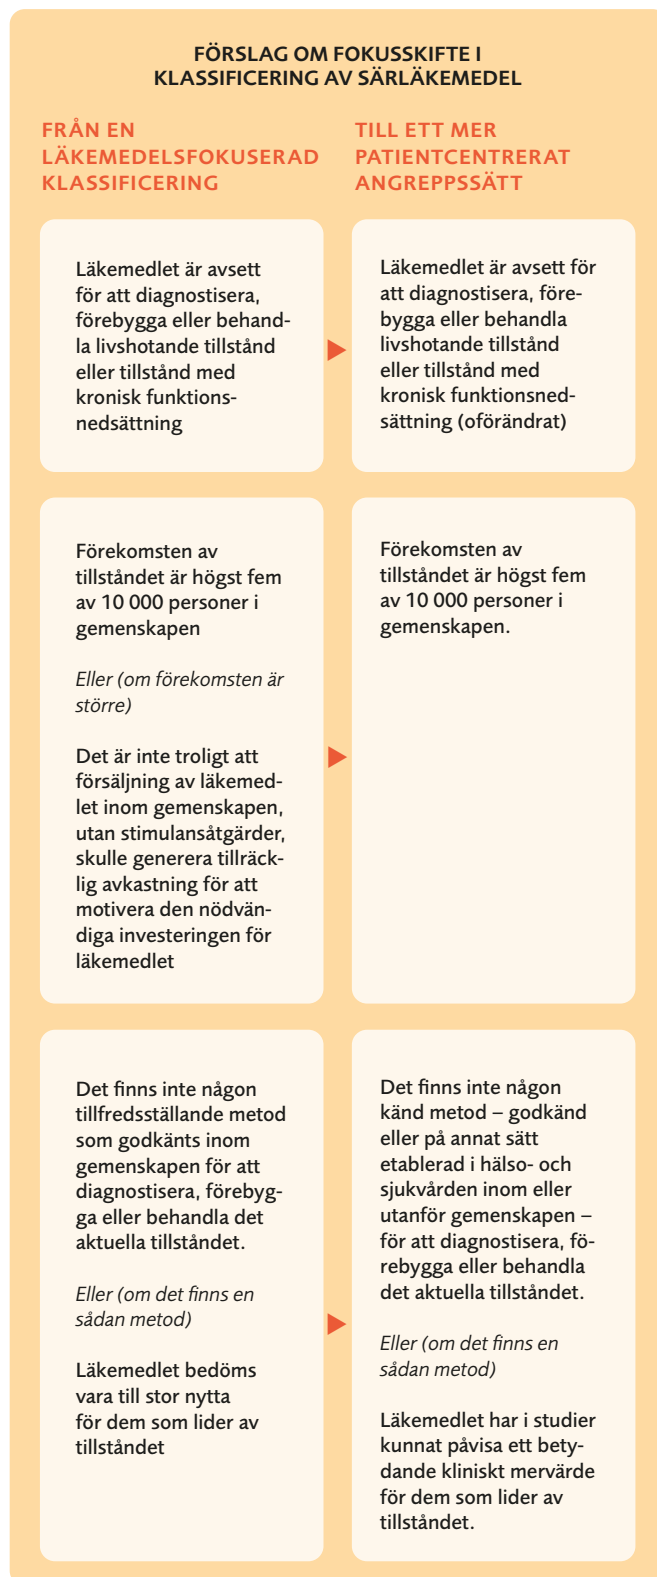 FÖRSLAG OM FOKUSSKIFTE I
KLASSIFICERING AV SÄRLÄKEMEDEL
FRÅN EN
LÄKEMEDELSFOKUSERAD
KLASSIFICERING
TILL ETT MER
PATIENTCENTRERAT
ANGREPPSSÄTT
Läkemedlet är avsett
för att diagnostisera,
förebygga eller behand-
la livshotande tillstånd
eller tillstånd med
kronisk funktions-
nedsättning
Läkemedlet är avsett för
att diagnostisera, före-
bygga eller behandla
livshotande tillstånd
eller tillstånd med
kronisk funktionsned-
sättning (oförändrat)
Förekomsten av
tillståndet är högst fem
av 10 000 personer i
gemenskapen
Eller (om förekomsten är
större)
Det är inte troligt att
försäljning av läkemed-
let inom gemenskapen,
utan stimulansåtgärder,
skulle generera tillräck-
lig avkastning för att
motivera den nödvän-
diga investeringen för
läkemedlet
Förekomsten av
tillståndet är högst fem
av 10 000 personer i
gemenskapen.
Det finns inte någon
tillfredsställande metod
som godkänts inom
gemenskapen för att
diagnostisera, förebyg-
ga eller behandla det
aktuella tillståndet.
Eller (om det finns en
sådan metod)
Läkemedlet bedöms
vara till stor nytta
för dem som lider av
tillståndet
Det finns inte någon
känd metod – godkänd
eller på annat sätt
etablerad i hälso- och
sjukvården inom eller
utanför gemenskapen –
för att diagnostisera, fö-
rebygga eller behandla
det aktuella tillståndet.
Eller (om det finns en
sådan metod)
Läkemedlet har i studier
kunnat påvisa ett bety-
dande kliniskt mervärde
för dem som lider av
tillståndet.